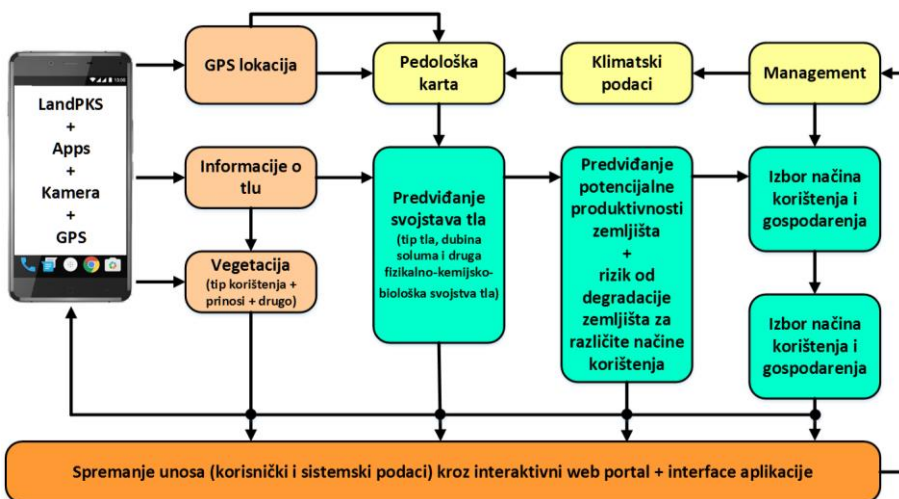 LandPKS
+
Apps
+
Kamera
+
GPS
GPS lokacija
Pedološka
karta
Klimatski
podaci
Management
Informacije o
tlu
Vegetacija
(tip korištenja +
prinosi + drugo)
Predviđanje
svojstava tla
(tip tla, dubina
soluma i druga
fizikalno-kemijsko-
biološka svojstva tla)
Predviđanje
potencijalne
produktivnosti
zemljišta
+
rizik od
degradacije
zemljišta za
različite načine
korištenja
Izbor načina
korištenja i
gospodarenja
Izbor načina
korištenja i
gospodarenja
Spremanje unosa (korisnički i sistemski podaci) kroz interaktivni web portal + interface aplikacije